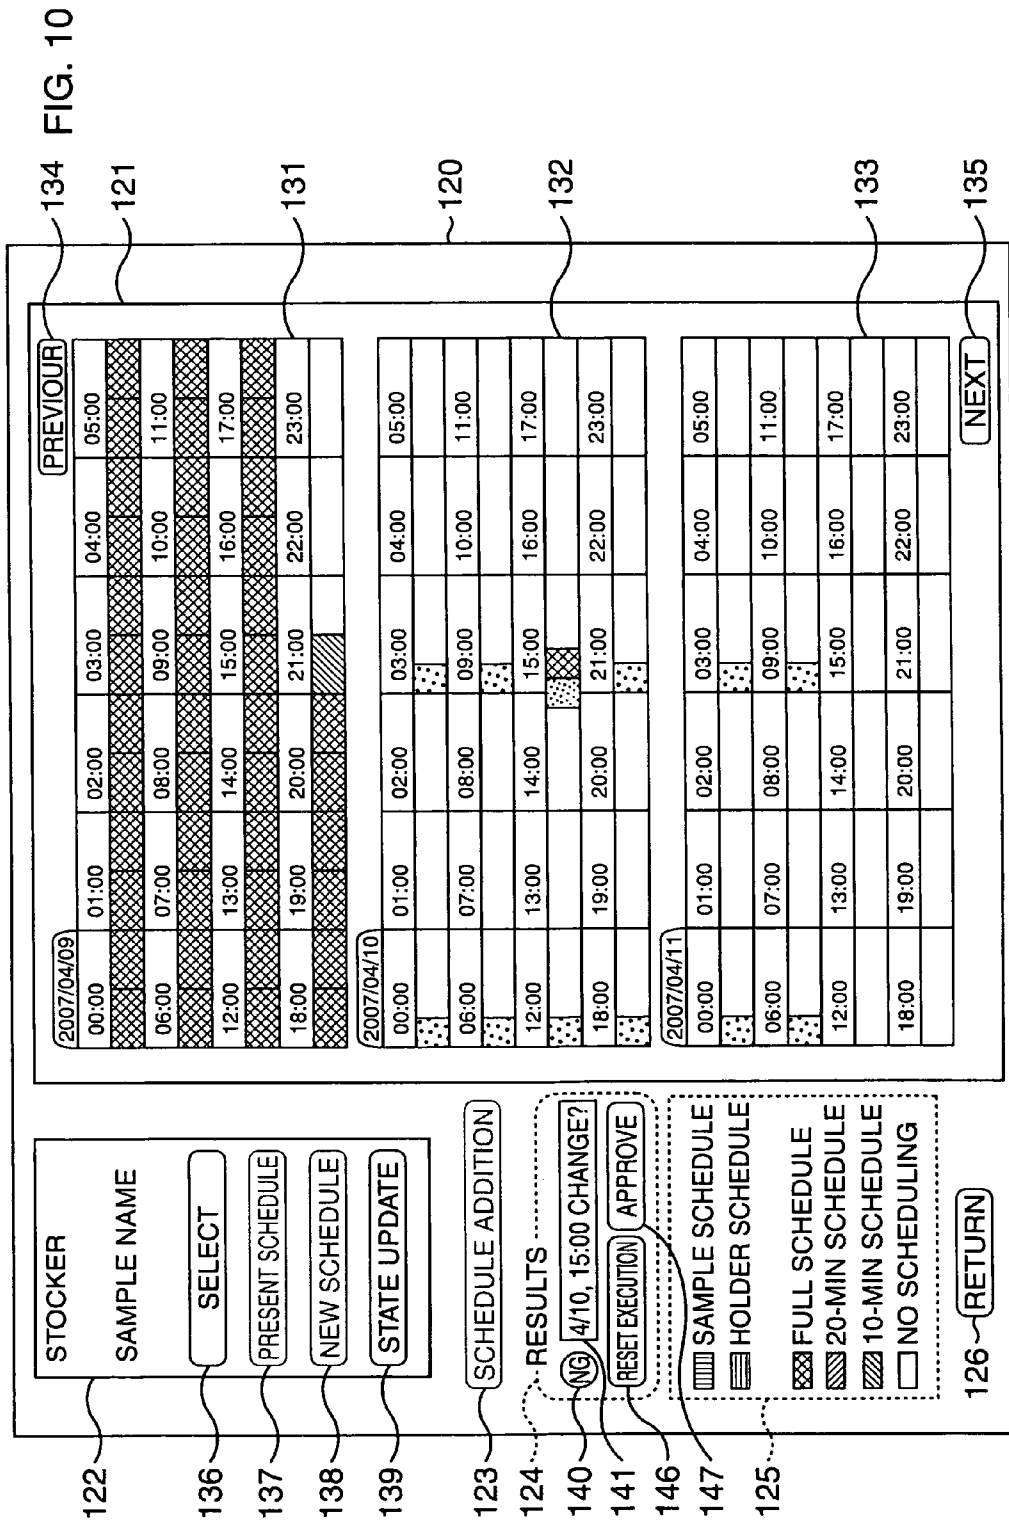 FIG. 10
STOCKER
SAMPLE NAME
SELECT
PRESENT SCHEDULE
NEW SCHEDULE
STATE UPDATE
SCHEDULE ADDITION
RESULTS
NG 4/10, 15:00 CHANGE?
RESET EXECUTION APPROVE
SAMPLE SCHEDULE
HOLDER SCHEDULE
FULL SCHEDULE
20-MIN SCHEDULE
10-MIN SCHEDULE
NO SCHEDULING
RETURN
PREVIOUR
2007/04/09
00:00 01:00 02:00 03:00 04:00 05:00
06:00 07:00 08:00 09:00 10:00 11:00
12:00 13:00 14:00 15:00 16:00 17:00
18:00 19:00 20:00 21:00 22:00 23:00
2007/04/10
00:00 01:00 02:00 03:00 04:00 05:00
06:00 07:00 08:00 09:00 10:00 11:00
12:00 13:00 14:00 15:00 16:00 17:00
18:00 19:00 20:00 21:00 22:00 23:00
2007/04/11
00:00 01:00 02:00 03:00 04:00 05:00
06:00 07:00 08:00 09:00 10:00 11:00
12:00 13:00 14:00 15:00 16:00 17:00
18:00 19:00 20:00 21:00 22:00 23:00
NEXT
122
136
137
138
139
123
124
140
141
146
147
125
126
134
121
131
120
132
133
135